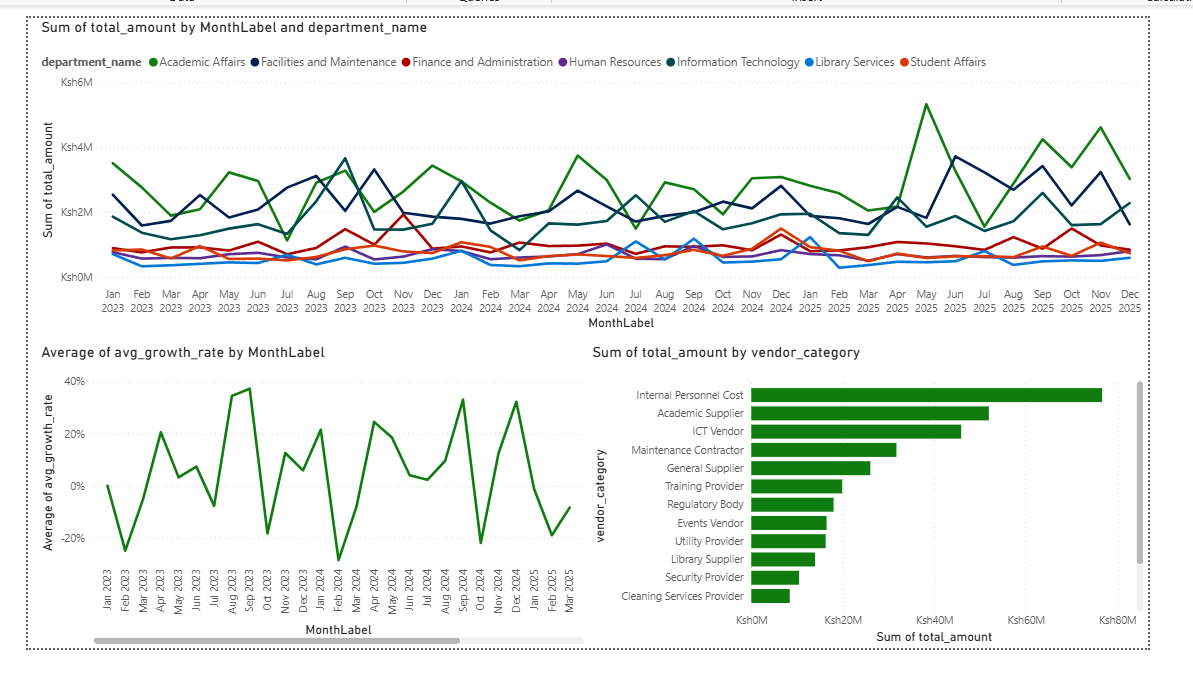 Sum of total_amount by MonthLabel and department_name
department_name Academic Affairs Facilities and Maintenance Finance and Administration Human Resources Information Technology Library Services Student Affairs
Ksh6M
Ksh4M
Ksh2M
Ksh0M
Sum of total_amount
Jan Feb Mar Apr May Jun Jul Aug Sep Oct Nov Dec Jan Feb Mar Apr May Jun Jul Aug Sep Oct Nov Dec Jan Feb Mar Apr May Jun Jul Aug Sep Oct Nov Dec
2023 2023 2023 2023 2023 2023 2023 2023 2023 2023 2023 2023 2024 2024 2024 2024 2024 2024 2024 2024 2024 2024 2024 2024 2025 2025 2025 2025 2025 2025 2025 2025 2025 2025 2025 2025
MonthLabel
Average of avg_growth_rate by MonthLabel
40%
20%
0%
-20%
Average of avg_growth_rate
Jan 2023
Feb 2023
Mar 2023
Apr 2023
May 2023
Jun 2023
Jul 2023
Aug 2023
Sep 2023
Oct 2023
Nov 2023
Dec 2023
Jan 2024
Feb 2024
Mar 2024
Apr 2024
May 2024
Jun 2024
Jul 2024
Aug 2024
Sep 2024
Oct 2024
Nov 2024
Dec 2024
Jan 2025
Feb 2025
Mar 2025
MonthLabel
Sum of total_amount by vendor_category
vendor_category
Internal Personnel Cost
Academic Supplier
ICT Vendor
Maintenance Contractor
General Supplier
Training Provider
Regulatory Body
Events Vendor
Utility Provider
Library Supplier
Security Provider
Cleaning Services Provider
Ksh0M Ksh20M Ksh40M Ksh60M Ksh80M
Sum of total_amount